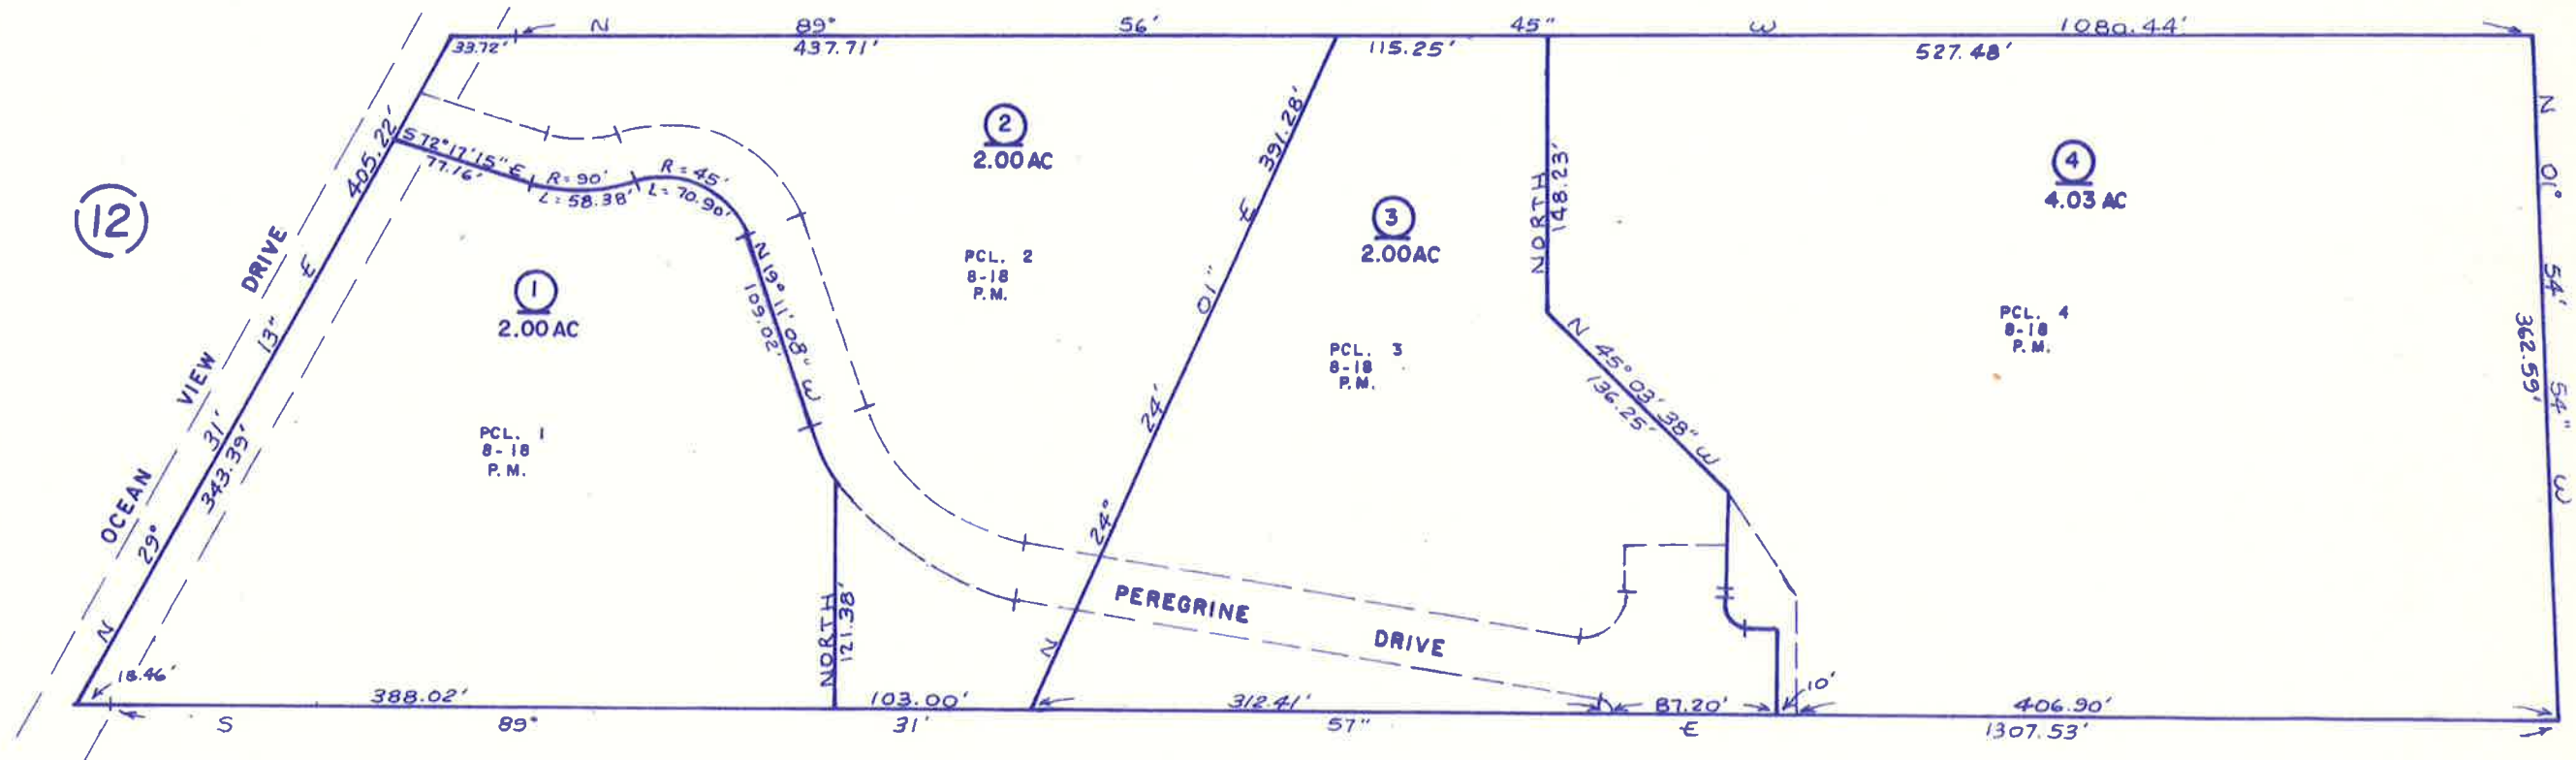 N 89° 56' 45" W 1080.44'
33.72' 437.71' 115.25' 527.48'
12
OCEAN VIEW DRIVE
N 29° 31' 13" E 405.22'
343.39'
18.46'
S 72° 17' 15" E
77.16'
R=90'
L=58.38'
R=45'
L=70.90'
N 19° 11' 08" W
109.02'
1
2.00 AC
PCL. 1
8-18
P.M.
2
2.00 AC
PCL. 2
8-18
P.M.
N 24° 24' 01" E 391.28'
3
2.00 AC
PCL. 3
8-18
P.M.
NORTH
148.23'
N 45° 03' 38" W
136.25'
4
4.03 AC
PCL. 4
8-18
P.M.
N 01° 54' 54" W
362.59'
NORTH
121.38'
PEREGRINE DRIVE
10'
388.02' 103.00' 312.41' 87.20' 406.90'
S 89° 31' 57" E 1307.53'